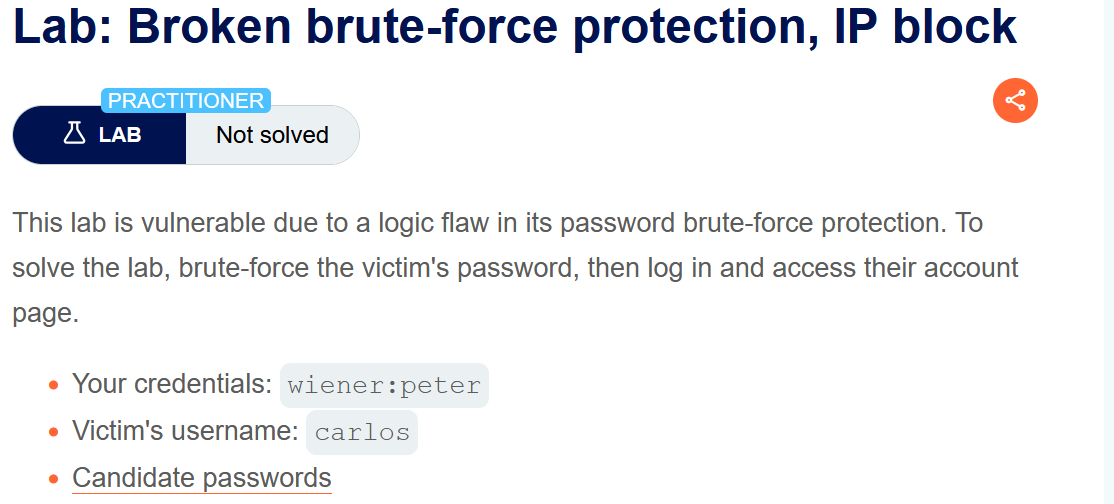 Lab: Broken brute-force protection, IP block
PRACTITIONER
LAB
Not solved
This lab is vulnerable due to a logic flaw in its password brute-force protection. To
solve the lab, brute-force the victim's password, then log in and access their account
page.
Your credentials: wiener:peter
Victim's username: carlos
Candidate passwords